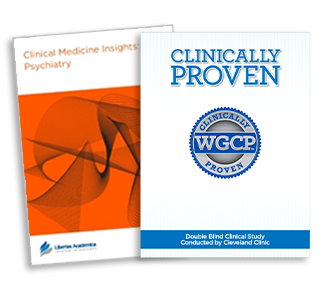 Clinical Medicine Insights:
Psychiatry
Libertas Academica
CLINICALLY
PROVEN
CLINICALLY
WGCP
PROVEN
Double Blind Clinical Study
Conducted by Cleveland Clinic